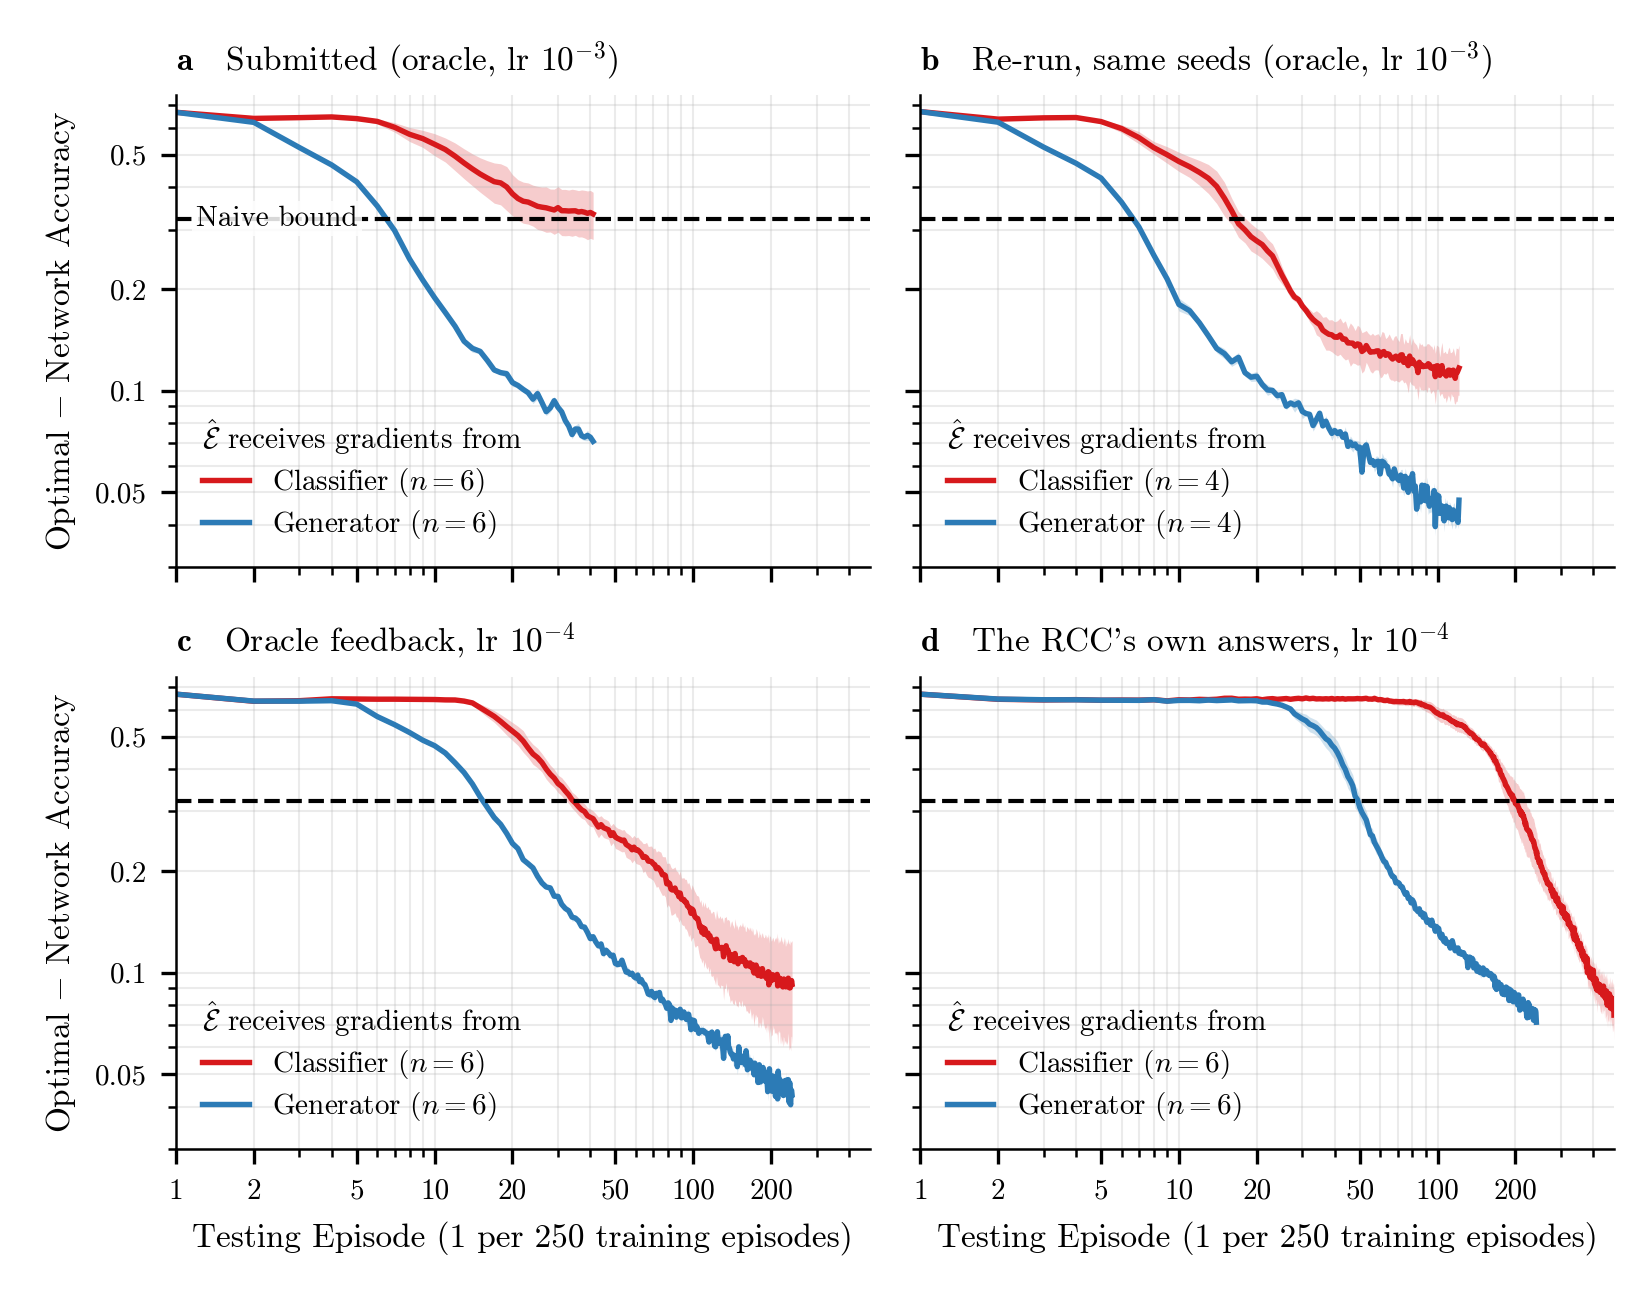 a Submitted (oracle, lr 10⁻³)
b Re-run, same seeds (oracle, lr 10⁻³)
Optimal − Network Accuracy
0.5
0.2
0.1
0.05
Naive bound
Ê receives gradients from
Classifier (n = 6)
Generator (n = 6)
Ê receives gradients from
Classifier (n = 4)
Generator (n = 4)
c Oracle feedback, lr 10⁻⁴
d The RCC's own answers, lr 10⁻⁴
Optimal − Network Accuracy
0.5
0.2
0.1
0.05
Ê receives gradients from
Classifier (n = 6)
Generator (n = 6)
Ê receives gradients from
Classifier (n = 6)
Generator (n = 6)
1 2 5 10 20 50 100 200
1 2 5 10 20 50 100 200
Testing Episode (1 per 250 training episodes)
Testing Episode (1 per 250 training episodes)